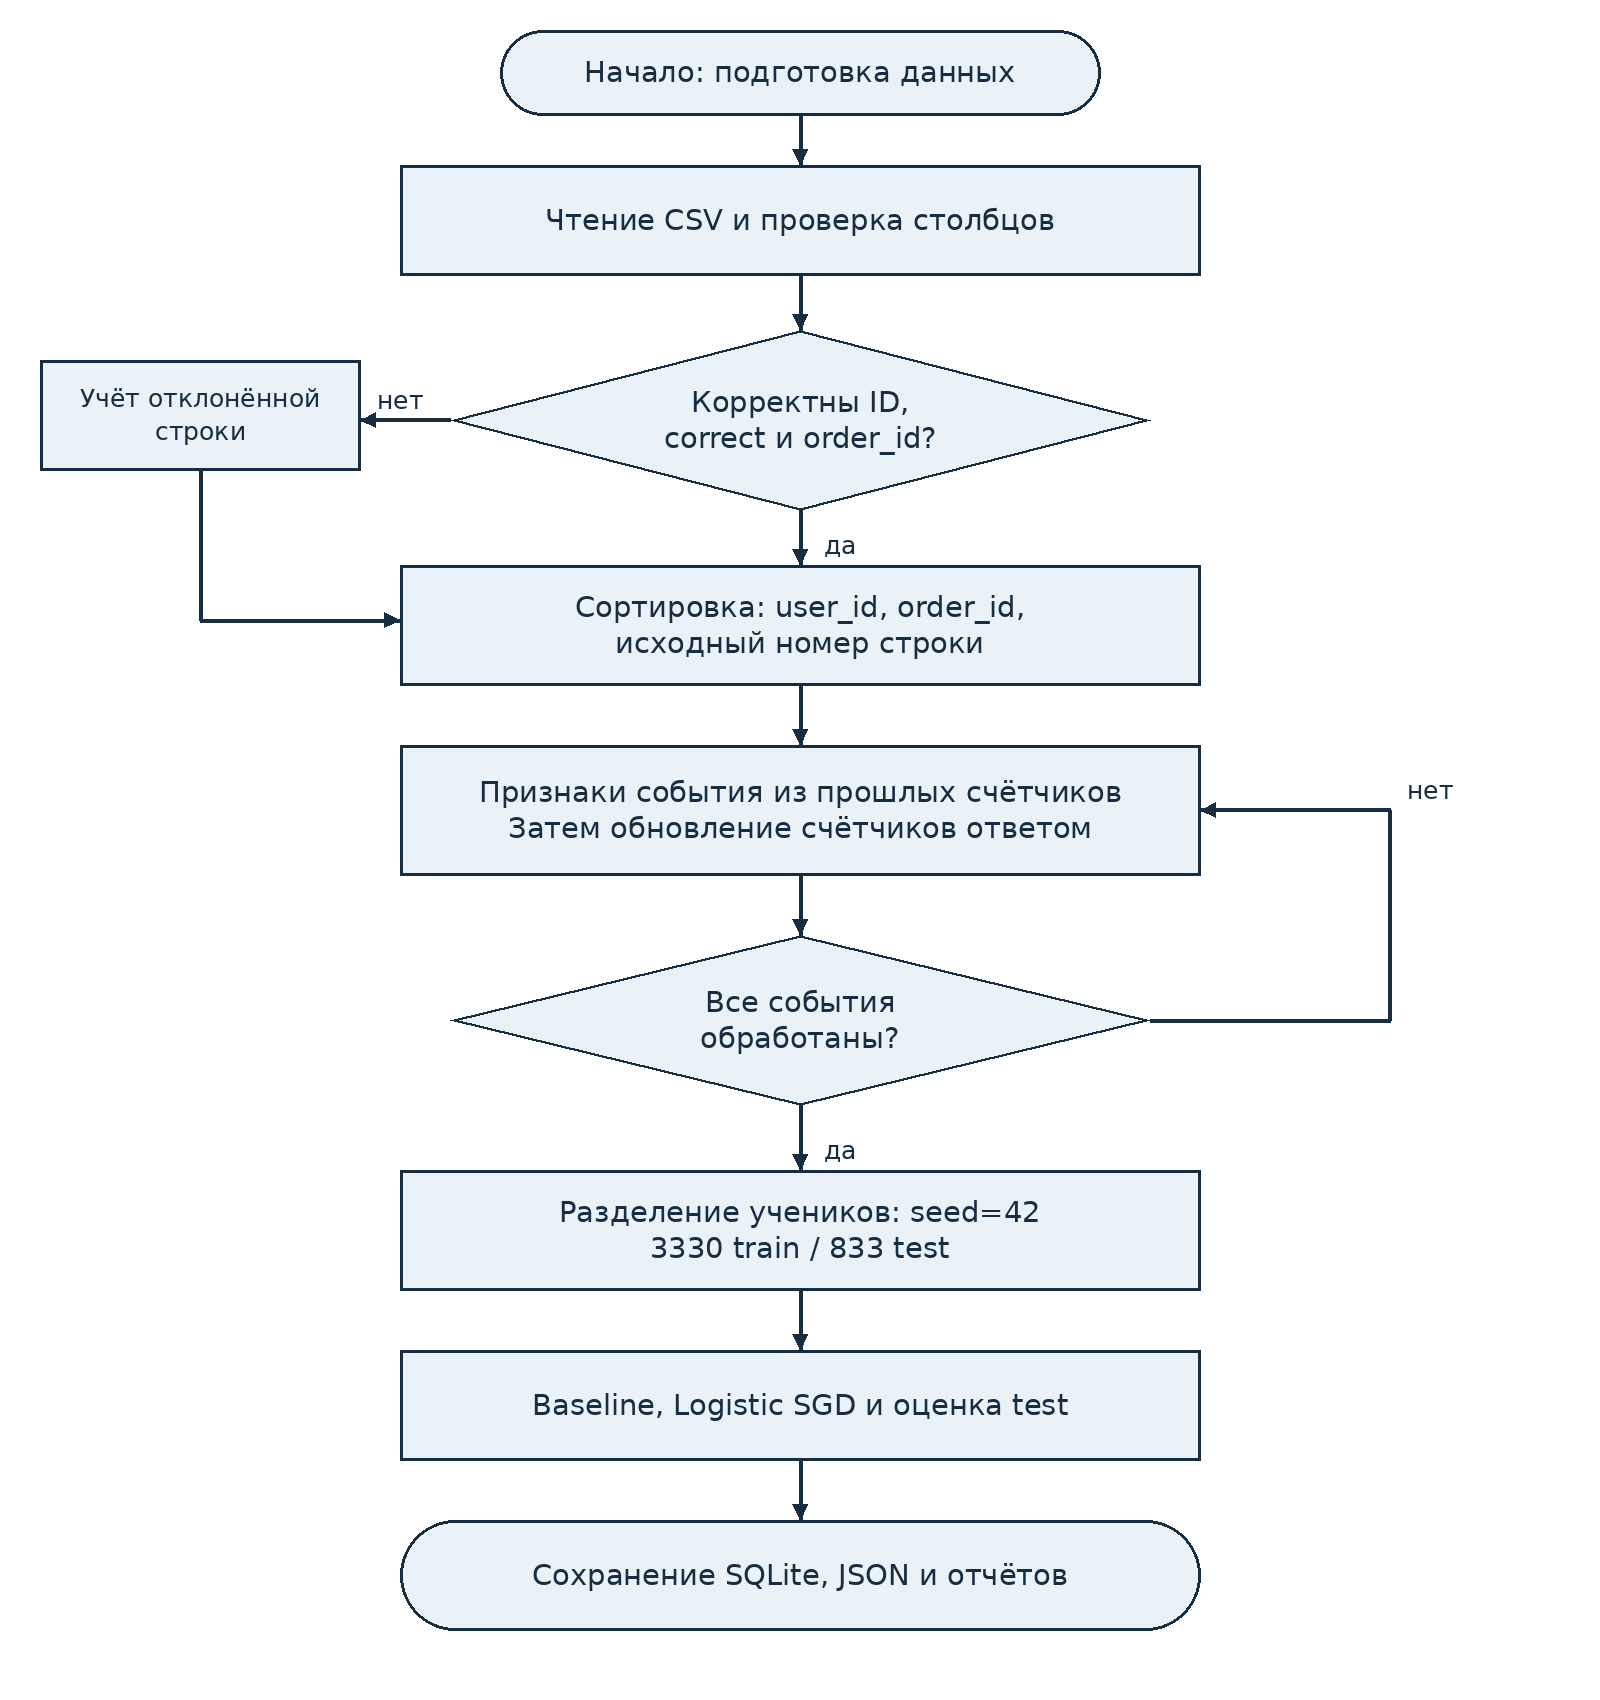 Начало: подготовка данных
Чтение CSV и проверка столбцов
Корректны ID,
correct и order_id?
нет
Учёт отклонённой
строки
да
Сортировка: user_id, order_id,
исходный номер строки
Признаки события из прошлых счётчиков
Затем обновление счётчиков ответом
нет
Все события
обработаны?
да
Разделение учеников: seed=42
3330 train / 833 test
Baseline, Logistic SGD и оценка test
Сохранение SQLite, JSON и отчётов